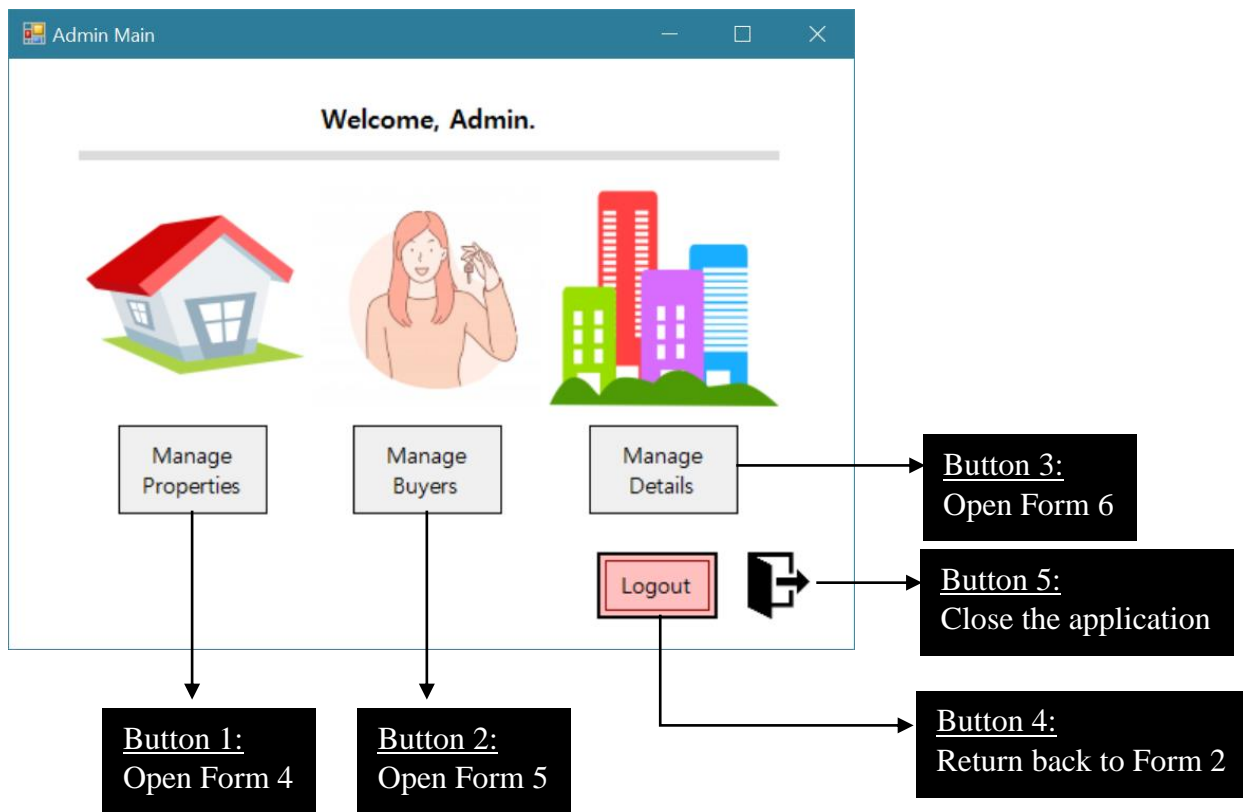 Admin Main
Welcome, Admin.
Manage
Properties
Manage
Buyers
Manage
Details
Button 3:
Open Form 6
Logout
Button 5:
Close the application
Button 4:
Return back to Form 2
Button 1:
Open Form 4
Button 2:
Open Form 5